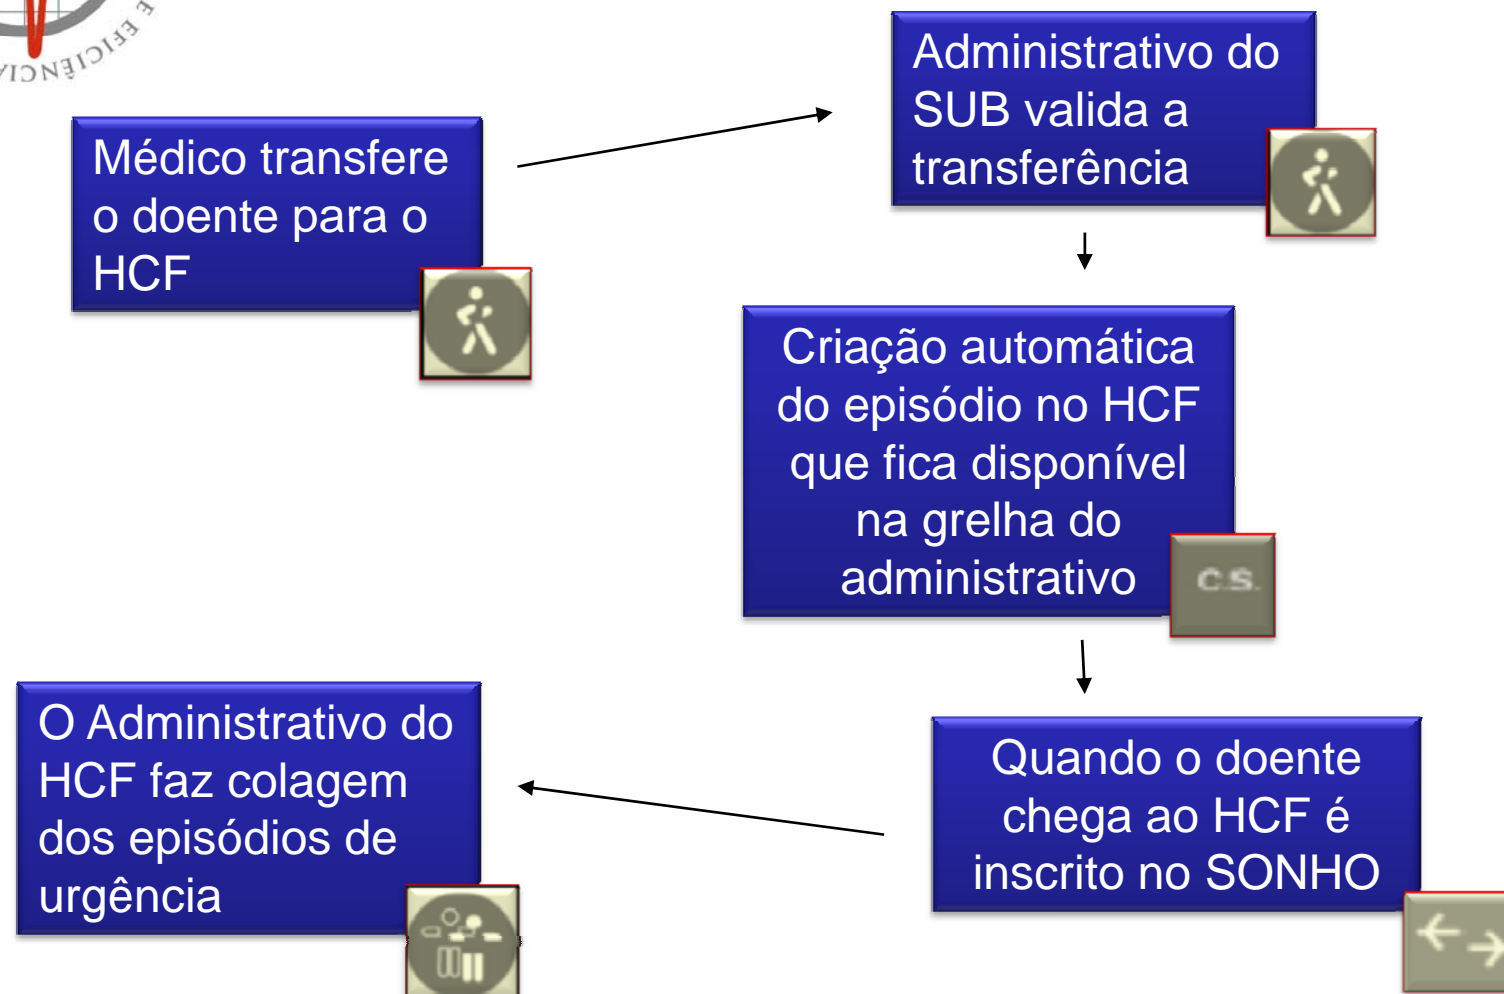 E EFICIÊNCIA
Médico transfere
o doente para o
HCF
Administrativo do
SUB valida a
transferência
Criação automática
do episódio no HCF
que fica disponível
na grelha do
administrativo
C.S.
Quando o doente
chega ao HCF é
inscrito no SONHO
O Administrativo do
HCF faz colagem
dos episódios de
urgência